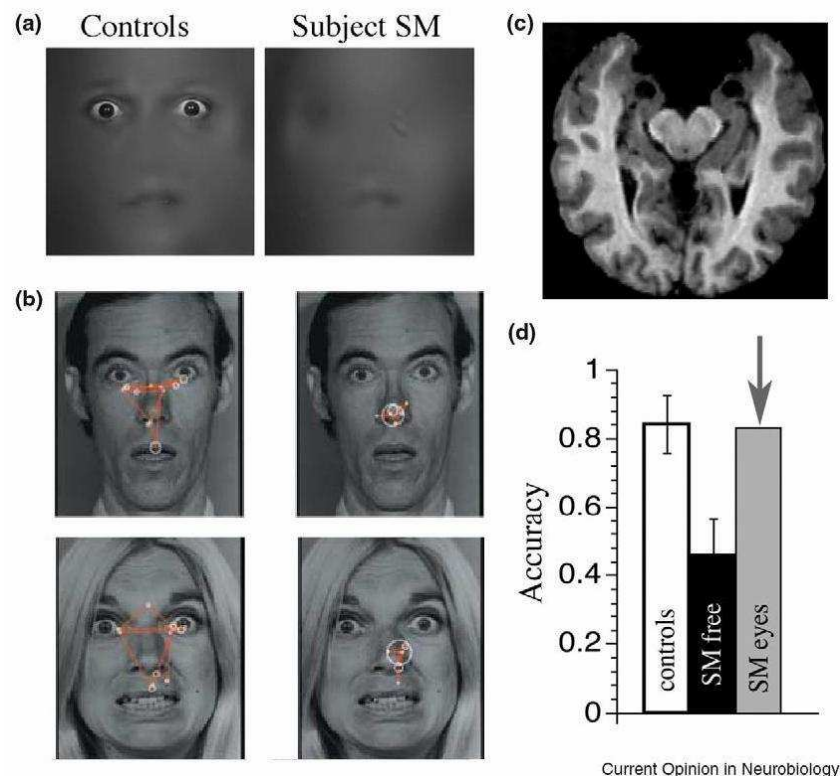 (a) Controls Subject SM (c)
(b)
(d)
1
0.8
0.6
0.4
0.2
0
Accuracy
controls
SM free
SM eyes
Current Opinion in Neurobiology